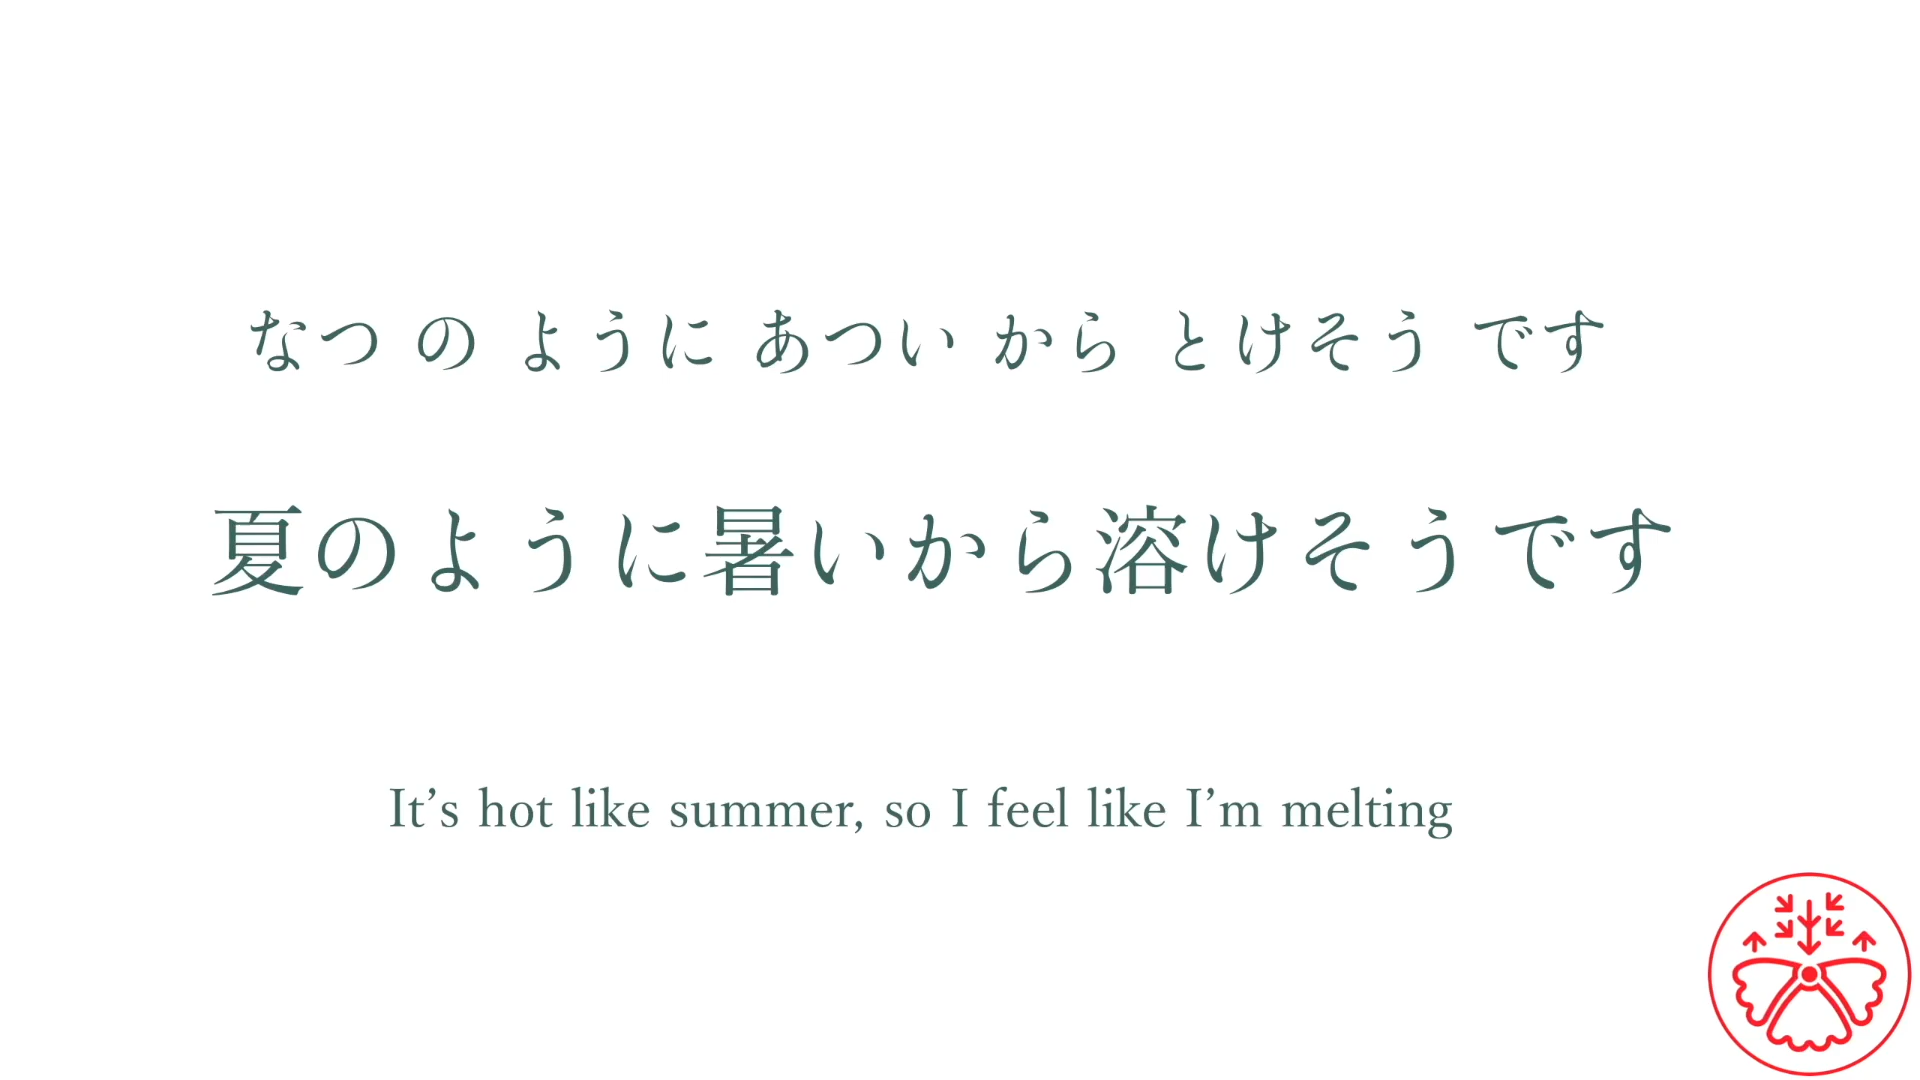 なつ の ように あつい から とけそう です
夏のように暑いから溶けそうです
It’s hot like summer, so I feel like I’m melting